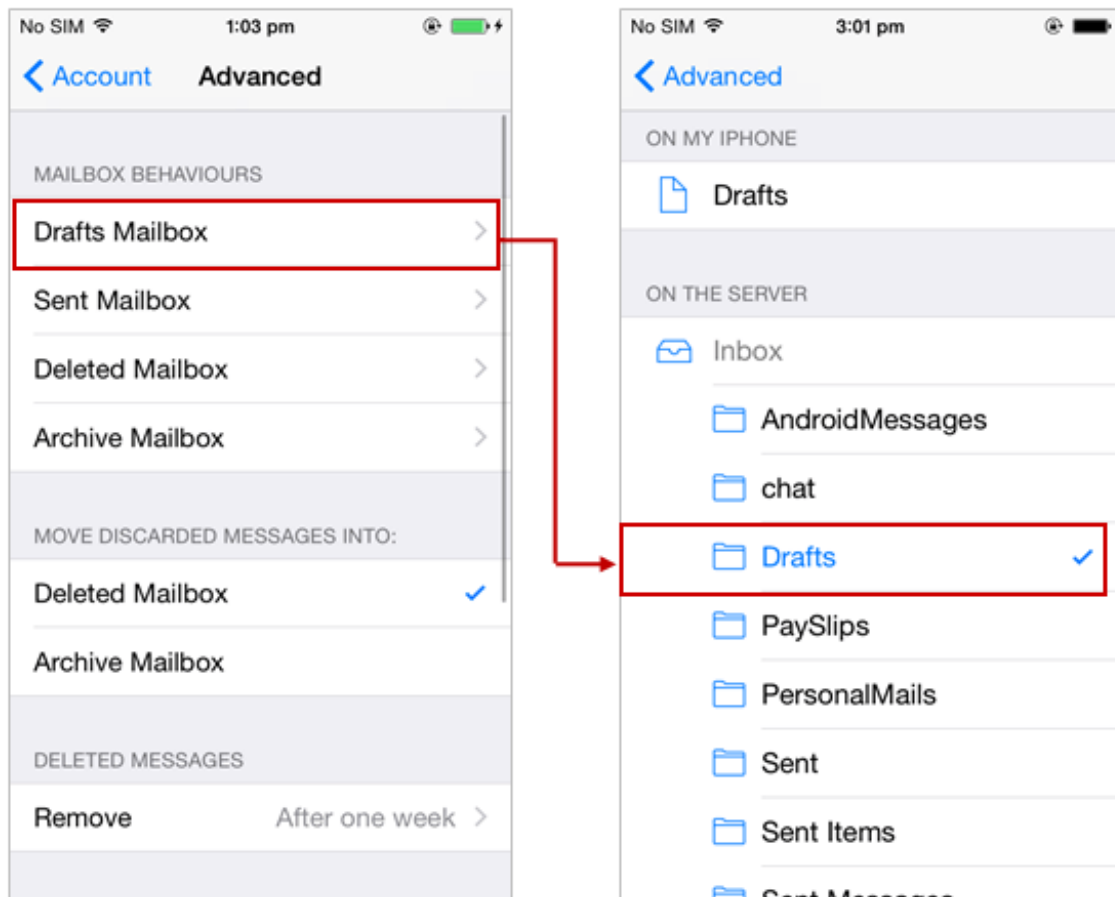 No SIM 1:03 pm
Account Advanced
MAILBOX BEHAVIOURS
Drafts Mailbox
Sent Mailbox
Deleted Mailbox
Archive Mailbox
MOVE DISCARDED MESSAGES INTO:
Deleted Mailbox
Archive Mailbox
DELETED MESSAGES
Remove After one week
No SIM 3:01 pm
Advanced
ON MY IPHONE
Drafts
ON THE SERVER
Inbox
AndroidMessages
chat
Drafts
PaySlips
PersonalMails
Sent
Sent Items
Sent Messages